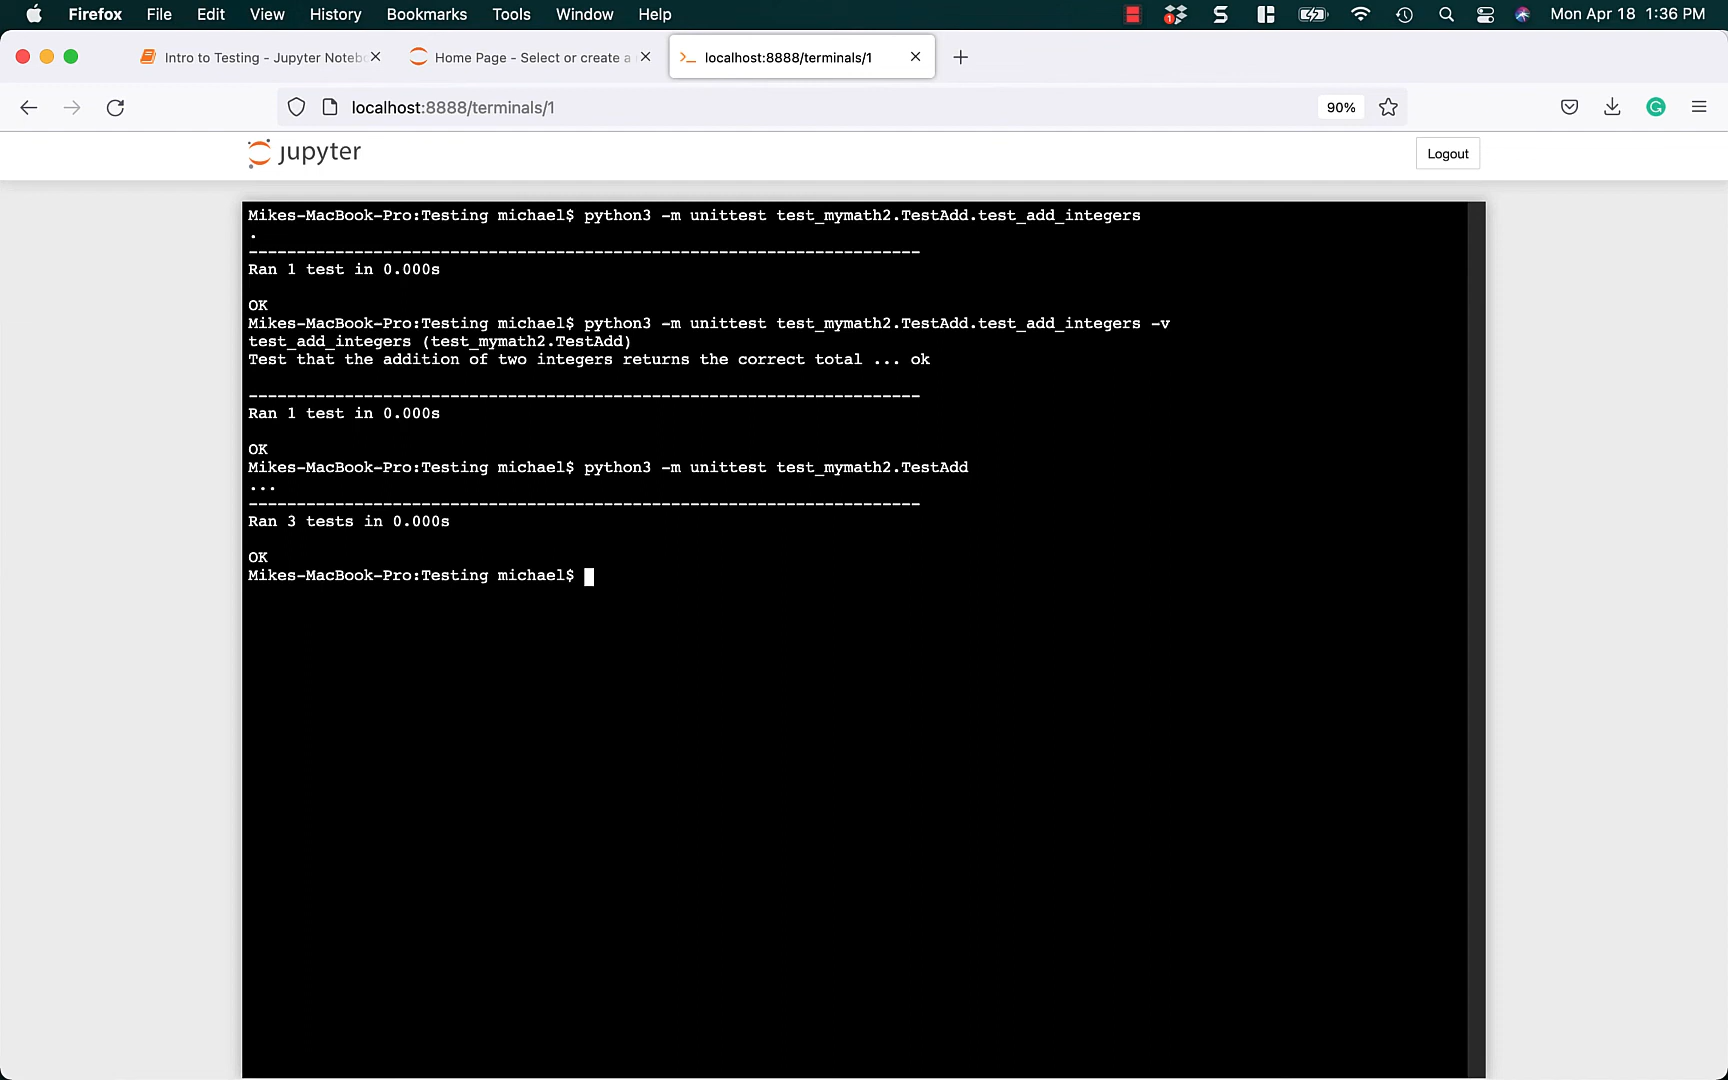 Firefox File Edit View History Bookmarks Tools Window Help 1 Mon Apr 18 1:36 PM
Intro to Testing - Jupyter Noteb Home Page - Select or create a >_ localhost:8888/terminals/1
localhost:8888/terminals/1 90%
jupyter Logout
Mikes-MacBook-Pro:Testing michael$ python3 -m unittest test_mymath2.TestAdd.test_add_integers
.
----------------------------------------------------------------------
Ran 1 test in 0.000s
OK
Mikes-MacBook-Pro:Testing michael$ python3 -m unittest test_mymath2.TestAdd.test_add_integers -v
test_add_integers (test_mymath2.TestAdd)
Test that the addition of two integers returns the correct total ... ok
----------------------------------------------------------------------
Ran 1 test in 0.000s
OK
Mikes-MacBook-Pro:Testing michael$ python3 -m unittest test_mymath2.TestAdd
...
----------------------------------------------------------------------
Ran 3 tests in 0.000s
OK
Mikes-MacBook-Pro:Testing michael$